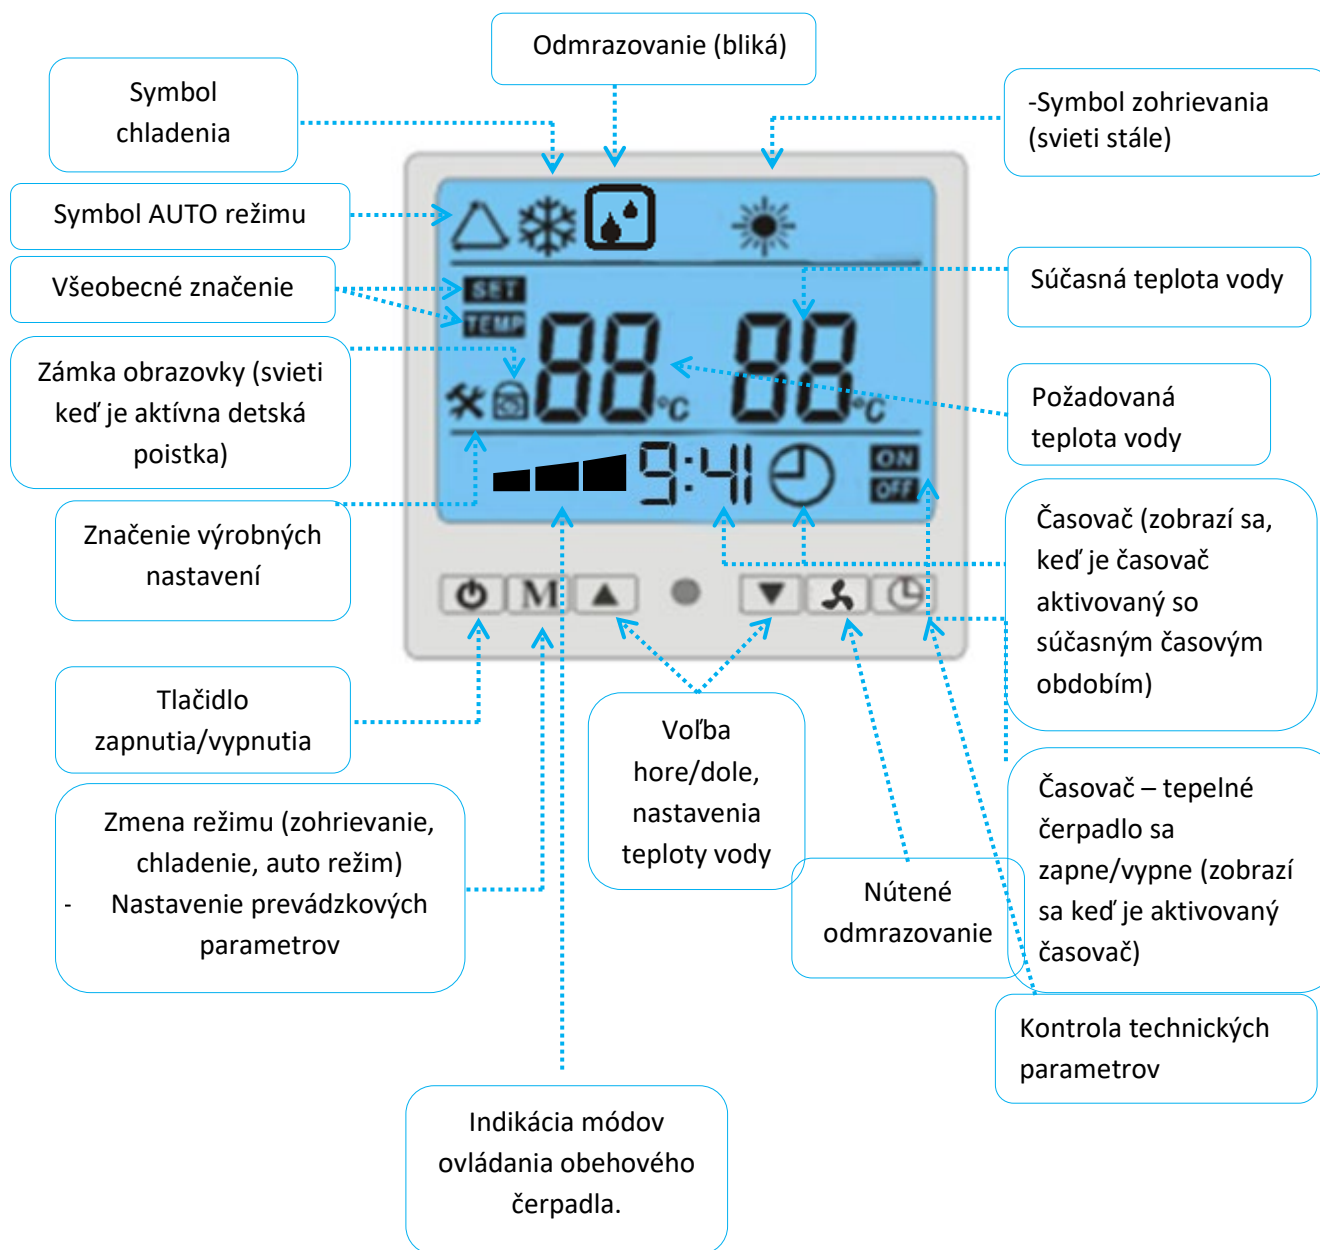 Odmrazovanie (bliká)
Symbol
chladenia
-Symbol zohrievania
(svieti stále)
Symbol AUTO režimu
Všeobecné značenie
SET
TEMP
Súčasná teplota vody
Zámka obrazovky (svieti
keď je aktívna detská
poistka)
88°C
88°C
Požadovaná
teplota vody
9:41
ON
OFF
Značenie výrobných
nastavení
Časovač (zobrazí sa,
keď je časovač
aktivovaný so
súčasným časovým
obdobím)
M
Tlačidlo
zapnutia/vypnutia
Voľba
hore/dole,
nastavenia
teploty vody
Časovač – tepelné
čerpadlo sa
zapne/vypne (zobrazí
sa keď je aktivovaný
časovač)
Zmena režimu (zohrievanie,
chladenie, auto režim)
- Nastavenie prevádzkových
parametrov
Nútené
odmrazovanie
Kontrola technických
parametrov
Indikácia módov
ovládania obehového
čerpadla.